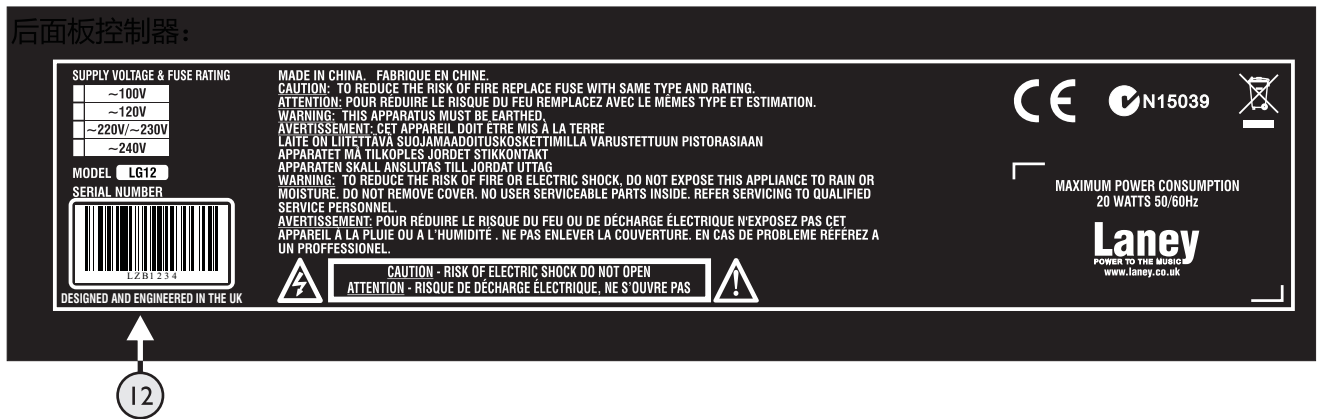 后面板控制器：
SUPPLY VOLTAGE & FUSE RATING
~100V
~120V
~220V/~230V
~240V
MODEL LG12
SERIAL NUMBER
LZB1234
DESIGNED AND ENGINEERED IN THE UK
MADE IN CHINA. FABRIQUE EN CHINE.
CAUTION: TO REDUCE THE RISK OF FIRE REPLACE FUSE WITH SAME TYPE AND RATING.
ATTENTION: POUR RÉDUIRE LE RISQUE DU FEU REMPLACEZ AVEC LE MÊMES TYPE ET ESTIMATION.
WARNING: THIS APPARATUS MUST BE EARTHED,
AVERTISSEMENT: CET APPAREIL DOIT ÊTRE MIS À LA TERRE
LAITE ON LIITETTÄVÄ SUOJAMAADOITUSKOSKETTIMILLA VARUSTETTUUN PISTORASIAAN
APPARATET MÅ TILKOPLES JORDET STIKKONTAKT
APPARATEN SKALL ANSLUTAS TILL JORDAT UTTAG
WARNING: TO REDUCE THE RISK OF FIRE OR ELECTRIC SHOCK, DO NOT EXPOSE THIS APPLIANCE TO RAIN OR
MOISTURE. DO NOT REMOVE COVER. NO USER SERVICEABLE PARTS INSIDE. REFER SERVICING TO QUALIFIED
SERVICE PERSONNEL.
AVERTISSEMENT: POUR RÉDUIRE LE RISQUE DU FEU OU DE DÉCHARGE ÉLECTRIQUE N'EXPOSEZ PAS CET
APPAREIL À LA PLUIE OU A L'HUMIDITÉ . NE PAS ENLEVER LA COUVERTURE. EN CAS DE PROBLEME RÉFÉREZ A
UN PROFFESSIONEL.
CAUTION - RISK OF ELECTRIC SHOCK DO NOT OPEN
ATTENTION - RISQUE DE DÉCHARGE ÉLECTRIQUE, NE S'OUVRE PAS
CE
N15039
MAXIMUM POWER CONSUMPTION
20 WATTS 50/60Hz
Laney
POWER TO THE MUSIC
www.laney.co.uk
12